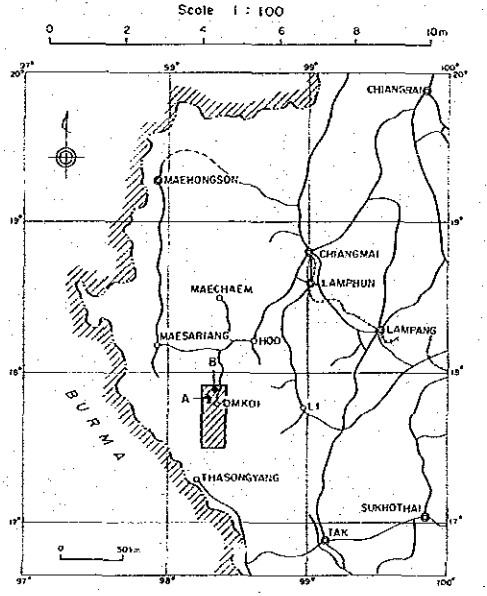 Scale 1 : 100
0 2 4 6 8 10m
97° 59° 98° 99° 100°
20° 20°
CHIANGRAI
MAEHONGSON
19° 19°
CHIANGMAI
MAECHAEM
LAMPHUN
LAMPANG
MAESARIANG
HOD
18° 18°
B
A
OMKOI
LI
BURMA
THASONGYANG
17° 17°
SUKHOTHAI
TAK
0 50km
97° 98° 99° 100°